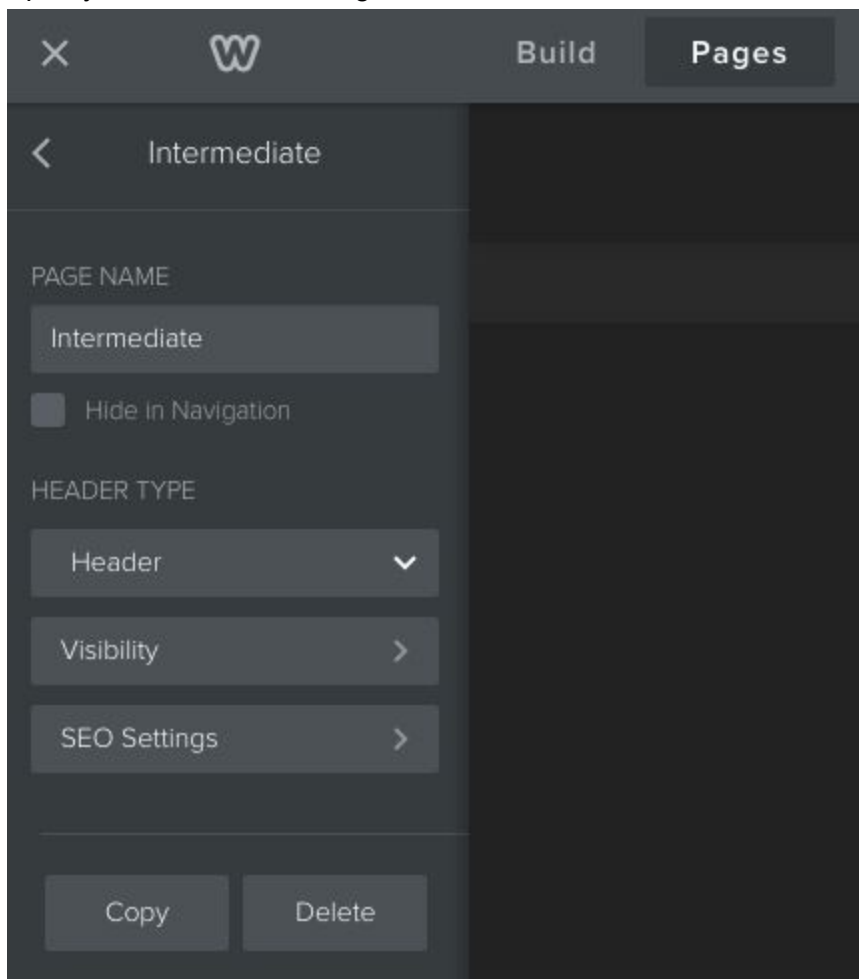 Build Pages
Intermediate
PAGE NAME
Intermediate
Hide in Navigation
HEADER TYPE
Header
Visibility
SEO Settings
Copy Delete